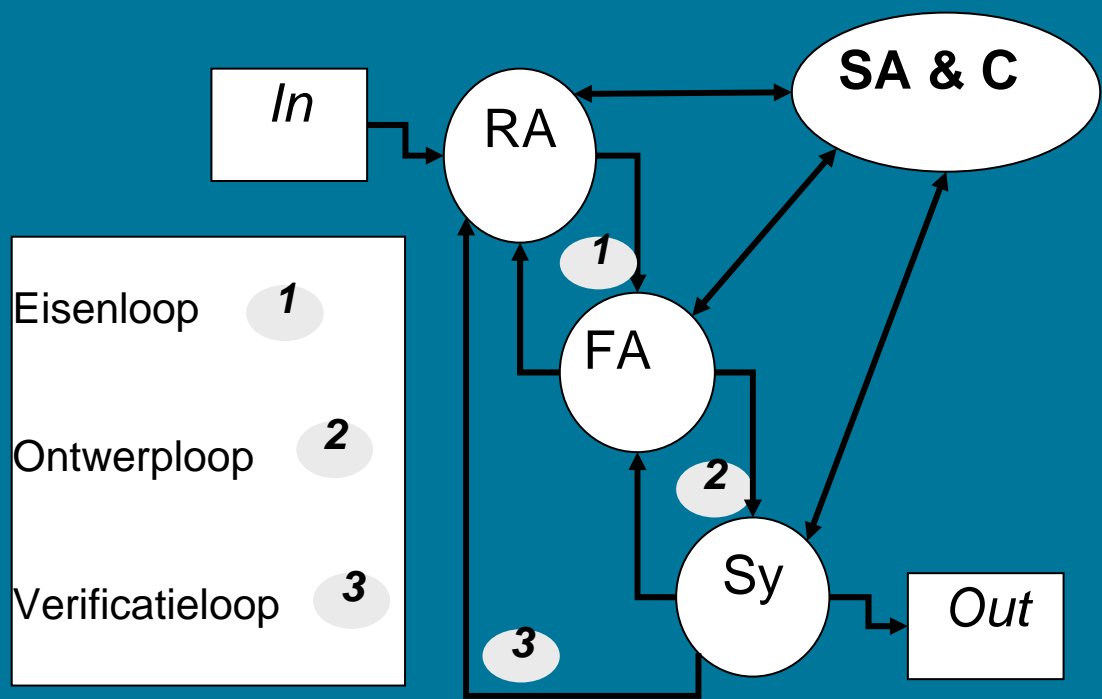 SA & C
In
RA
1
Eisenloop 1
FA
Ontwerploop 2
2
Sy
Verificatieloop 3
Out
3